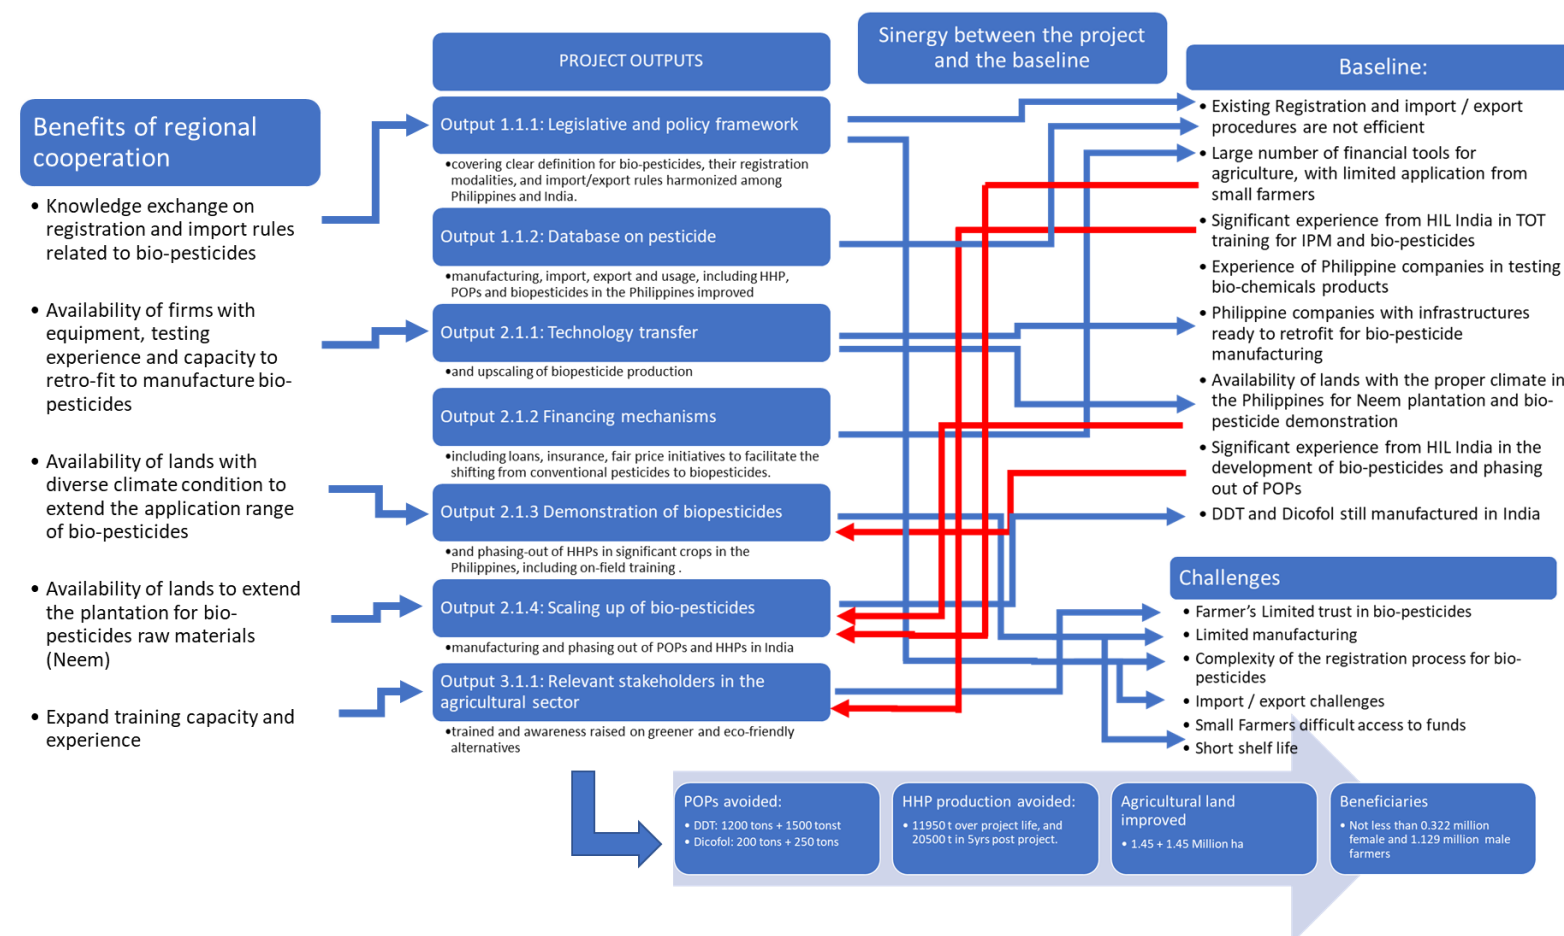 Benefits of regional
cooperation
• Knowledge exchange on
registration and import rules
related to bio-pesticides
• Availability of firms with
equipment, testing
experience and capacity to
retro-fit to manufacture bio-
pesticides
• Availability of lands with
diverse climate condition to
extend the application range
of bio-pesticides
• Availability of lands to extend
the plantation for bio-
pesticides raw materials
(Neem)
• Expand training capacity and
experience
PROJECT OUTPUTS
Output 1.1.1: Legislative and policy framework
•covering clear definition for bio-pesticides, their registration
modalities, and import/export rules harmonized among
Philippines and India.
Output 1.1.2: Database on pesticide
•manufacturing, import, export and usage, including HHP,
POPs and biopesticides in the Philippines improved
Output 2.1.1: Technology transfer
•and upscaling of biopesticide production
Output 2.1.2 Financing mechanisms
•including loans, insurance, fair price initiatives to facilitate the
shifting from conventional pesticides to biopesticides.
Output 2.1.3 Demonstration of biopesticides
•and phasing-out of HHPs in significant crops in the
Philippines, including on-field training .
Output 2.1.4: Scaling up of bio-pesticides
•manufacturing and phasing out of POPs and HHPs in India
Output 3.1.1: Relevant stakeholders in the
agricultural sector
•trained and awareness raised on greener and eco-friendly
alternatives
Sinergy between the project
and the baseline
Baseline:
• Existing Registration and import / export
procedures are not efficient
• Large number of financial tools for
agriculture, with limited application from
small farmers
• Significant experience from HIL India in TOT
training for IPM and bio-pesticides
• Experience of Philippine companies in testing
bio-chemicals products
• Philippine companies with infrastructures
ready to retrofit for bio-pesticide
manufacturing
• Availability of lands with the proper climate in
the Philippines for Neem plantation and bio-
pesticide demonstration
• Significant experience from HIL India in the
development of bio-pesticides and phasing
out of POPs
• DDT and Dicofol still manufactured in India
Challenges
• Farmer's Limited trust in bio-pesticides
• Limited manufacturing
• Complexity of the registration process for bio-
pesticides
• Import / export challenges
• Small Farmers difficult access to funds
• Short shelf life
POPs avoided:
• DDT: 1200 tons + 1500 tonst
• Dicofol: 200 tons + 250 tons
HHP production avoided:
• 11950 t over project life, and
20500 t in 5yrs post project.
Agricultural land
improved
• 1.45 + 1.45 Million ha
Beneficiaries
• Not less than 0.322 million
female and 1.129 million male
farmers